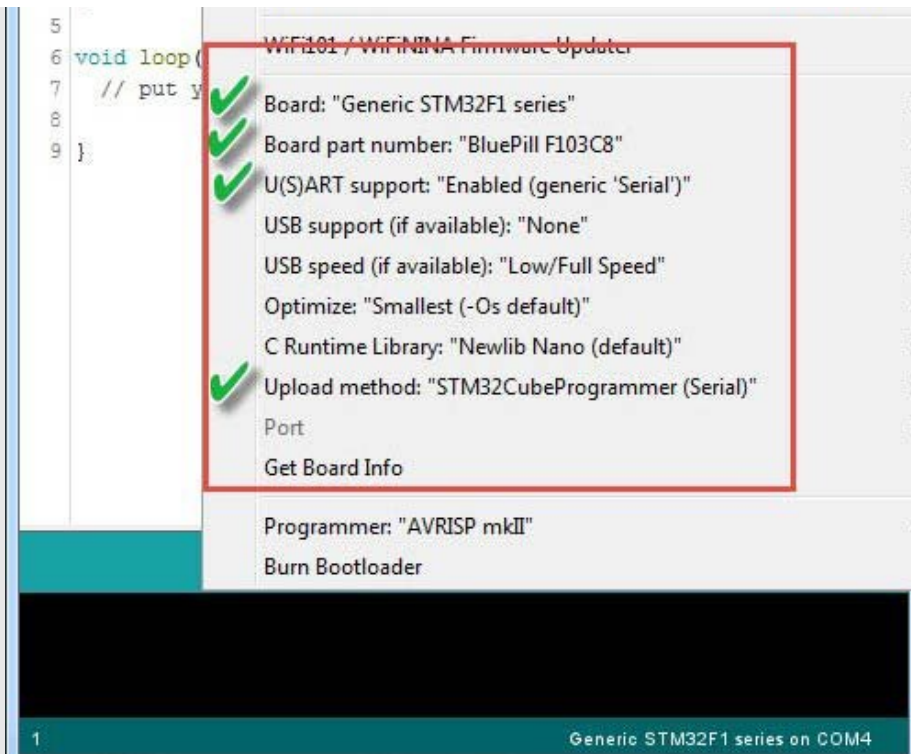 5
WiFi101 / WiFiNINA Firmware Updater
6 void loop(
7 // put y
Board: "Generic STM32F1 series"
8
Board part number: "BluePill F103C8"
9 }
U(S)ART support: "Enabled (generic 'Serial')"
USB support (if available): "None"
USB speed (if available): "Low/Full Speed"
Optimize: "Smallest (-Os default)"
C Runtime Library: "Newlib Nano (default)"
Upload method: "STM32CubeProgrammer (Serial)"
Port
Get Board Info
Programmer: "AVRISP mkII"
Burn Bootloader
1 Generic STM32F1 series on COM4